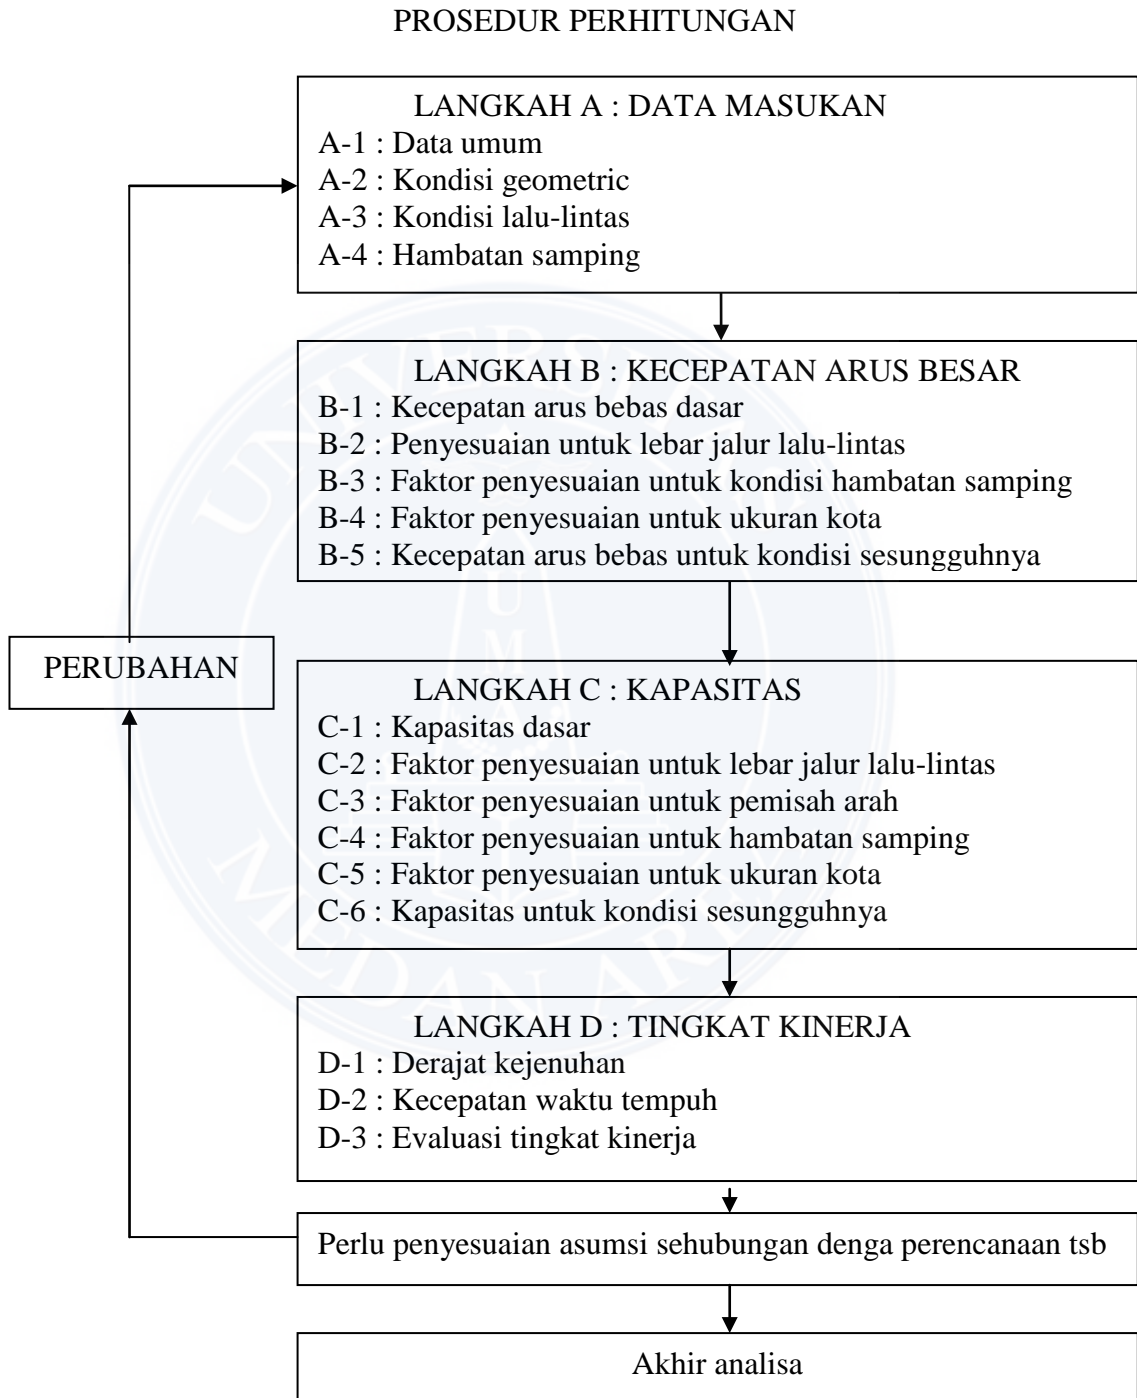 PROSEDUR PERHITUNGAN
LANGKAH A : DATA MASUKAN
A-1 : Data umum
A-2 : Kondisi geometric
A-3 : Kondisi lalu-lintas
A-4 : Hambatan samping
LANGKAH B : KECEPATAN ARUS BESAR
B-1 : Kecepatan arus bebas dasar
B-2 : Penyesuaian untuk lebar jalur lalu-lintas
B-3 : Faktor penyesuaian untuk kondisi hambatan samping
B-4 : Faktor penyesuaian untuk ukuran kota
B-5 : Kecepatan arus bebas untuk kondisi sesungguhnya
PERUBAHAN
LANGKAH C : KAPASITAS
C-1 : Kapasitas dasar
C-2 : Faktor penyesuaian untuk lebar jalur lalu-lintas
C-3 : Faktor penyesuaian untuk pemisah arah
C-4 : Faktor penyesuaian untuk hambatan samping
C-5 : Faktor penyesuaian untuk ukuran kota
C-6 : Kapasitas untuk kondisi sesungguhnya
LANGKAH D : TINGKAT KINERJA
D-1 : Derajat kejenuhan
D-2 : Kecepatan waktu tempuh
D-3 : Evaluasi tingkat kinerja
Perlu penyesuaian asumsi sehubungan denga perencanaan tsb
Akhir analisa
UNIVERSITAS
UMA
MEDAN AREA